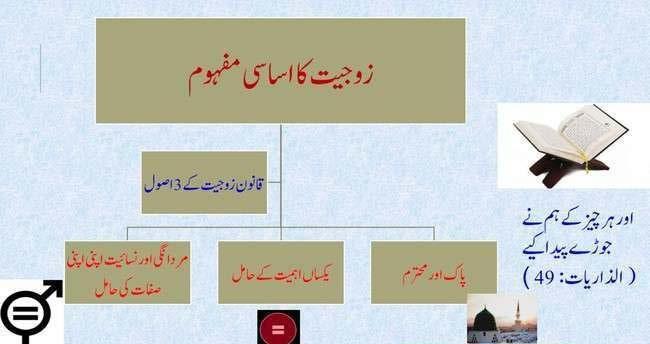 زوجیت کا اساسی مفہوم
قانون زوجیت کے 3 اصول
اور ہر چیز کے ہم نے
جوڑے پیدا کیے
( الذاریات: 49 )
پاک اور محترم
یکساں اہمیت کے حامل
مردانگی اور نسائیت اپنی اپنی
صفات کی حامل